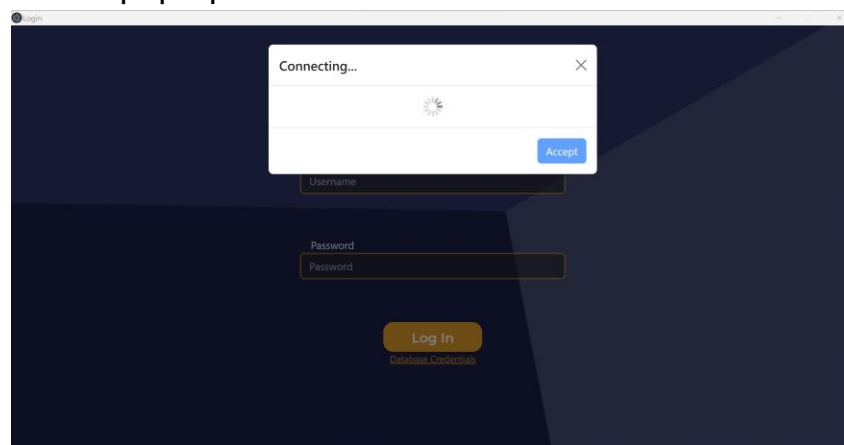 Login
Connecting...
Accept
Username
Password
Password
Log In
Database Credentials